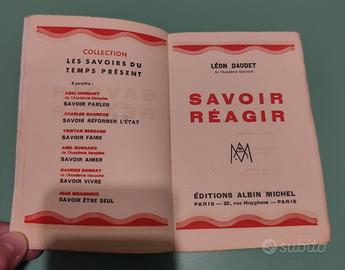 COLLECTION
LES SAVOIRS DU
TEMPS PRÉSENT
A paraître :
ABEL HERMANT
de l'Académie française
SAVOIR PARLER
CHARLES MAURRAS
SAVOIR RÉFORMER L'ÉTAT
TRISTAN BERNARD
SAVOIR FAIRE
ABEL BONNARD
de l'Académie française
SAVOIR AIMER
MAURICE DONNAY
de l'Académie française
SAVOIR VIVRE
JEAN GIRAUDOUX
SAVOIR ÊTRE SEUL
LÉON DAUDET
de l'Académie Goncourt
SAVOIR
RÉAGIR
AM
ÉDITIONS ALBIN MICHEL
PARIS — 22, rue Huyghens — PARIS
subito.it